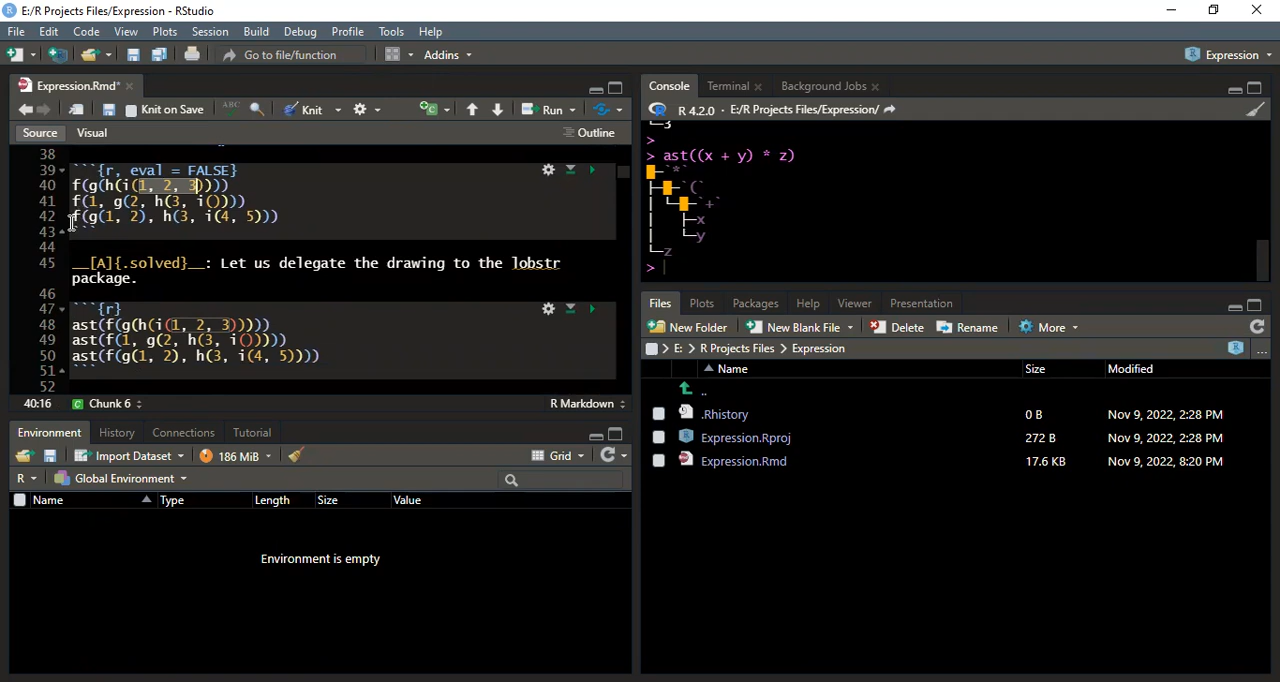 E:/R Projects Files/Expression - RStudio
File Edit Code View Plots Session Build Debug Profile Tools Help
Go to file/function Addins Expression
Expression.Rmd*
Knit on Save ABC Knit Run
Source Visual Outline
38
39 ```{r, eval = FALSE}
40 f(g(h(i(1, 2, 3))))
41 f(1, g(2, h(3, i())))
42 f(g(1, 2), h(3, i(4, 5)))
43 ```
44
45 __[A]{.solved}__: Let us delegate the drawing to the lobstr
package.
46
47 ```{r}
48 ast(f(g(h(i(1, 2, 3)))))
49 ast(f(1, g(2, h(3, i()))))
50 ast(f(g(1, 2), h(3, i(4, 5))))
51 ```
52
40:16 Chunk 6 R Markdown
Environment History Connections Tutorial
Import Dataset 186 MiB Grid
R Global Environment
Name Type Length Size Value
Environment is empty
Console Terminal Background Jobs
R 4.2.0 · E:/R Projects Files/Expression/
└─3
>
> ast((x + y) * z)
█─`*`
├─█─`(`
│ └─█─`+`
│   ├─x
│   └─y
└─z
>
Files Plots Packages Help Viewer Presentation
New Folder New Blank File Delete Rename More
E: > R Projects Files > Expression
Name Size Modified
..
.Rhistory 0 B Nov 9, 2022, 2:28 PM
Expression.Rproj 272 B Nov 9, 2022, 2:28 PM
Expression.Rmd 17.6 KB Nov 9, 2022, 8:20 PM